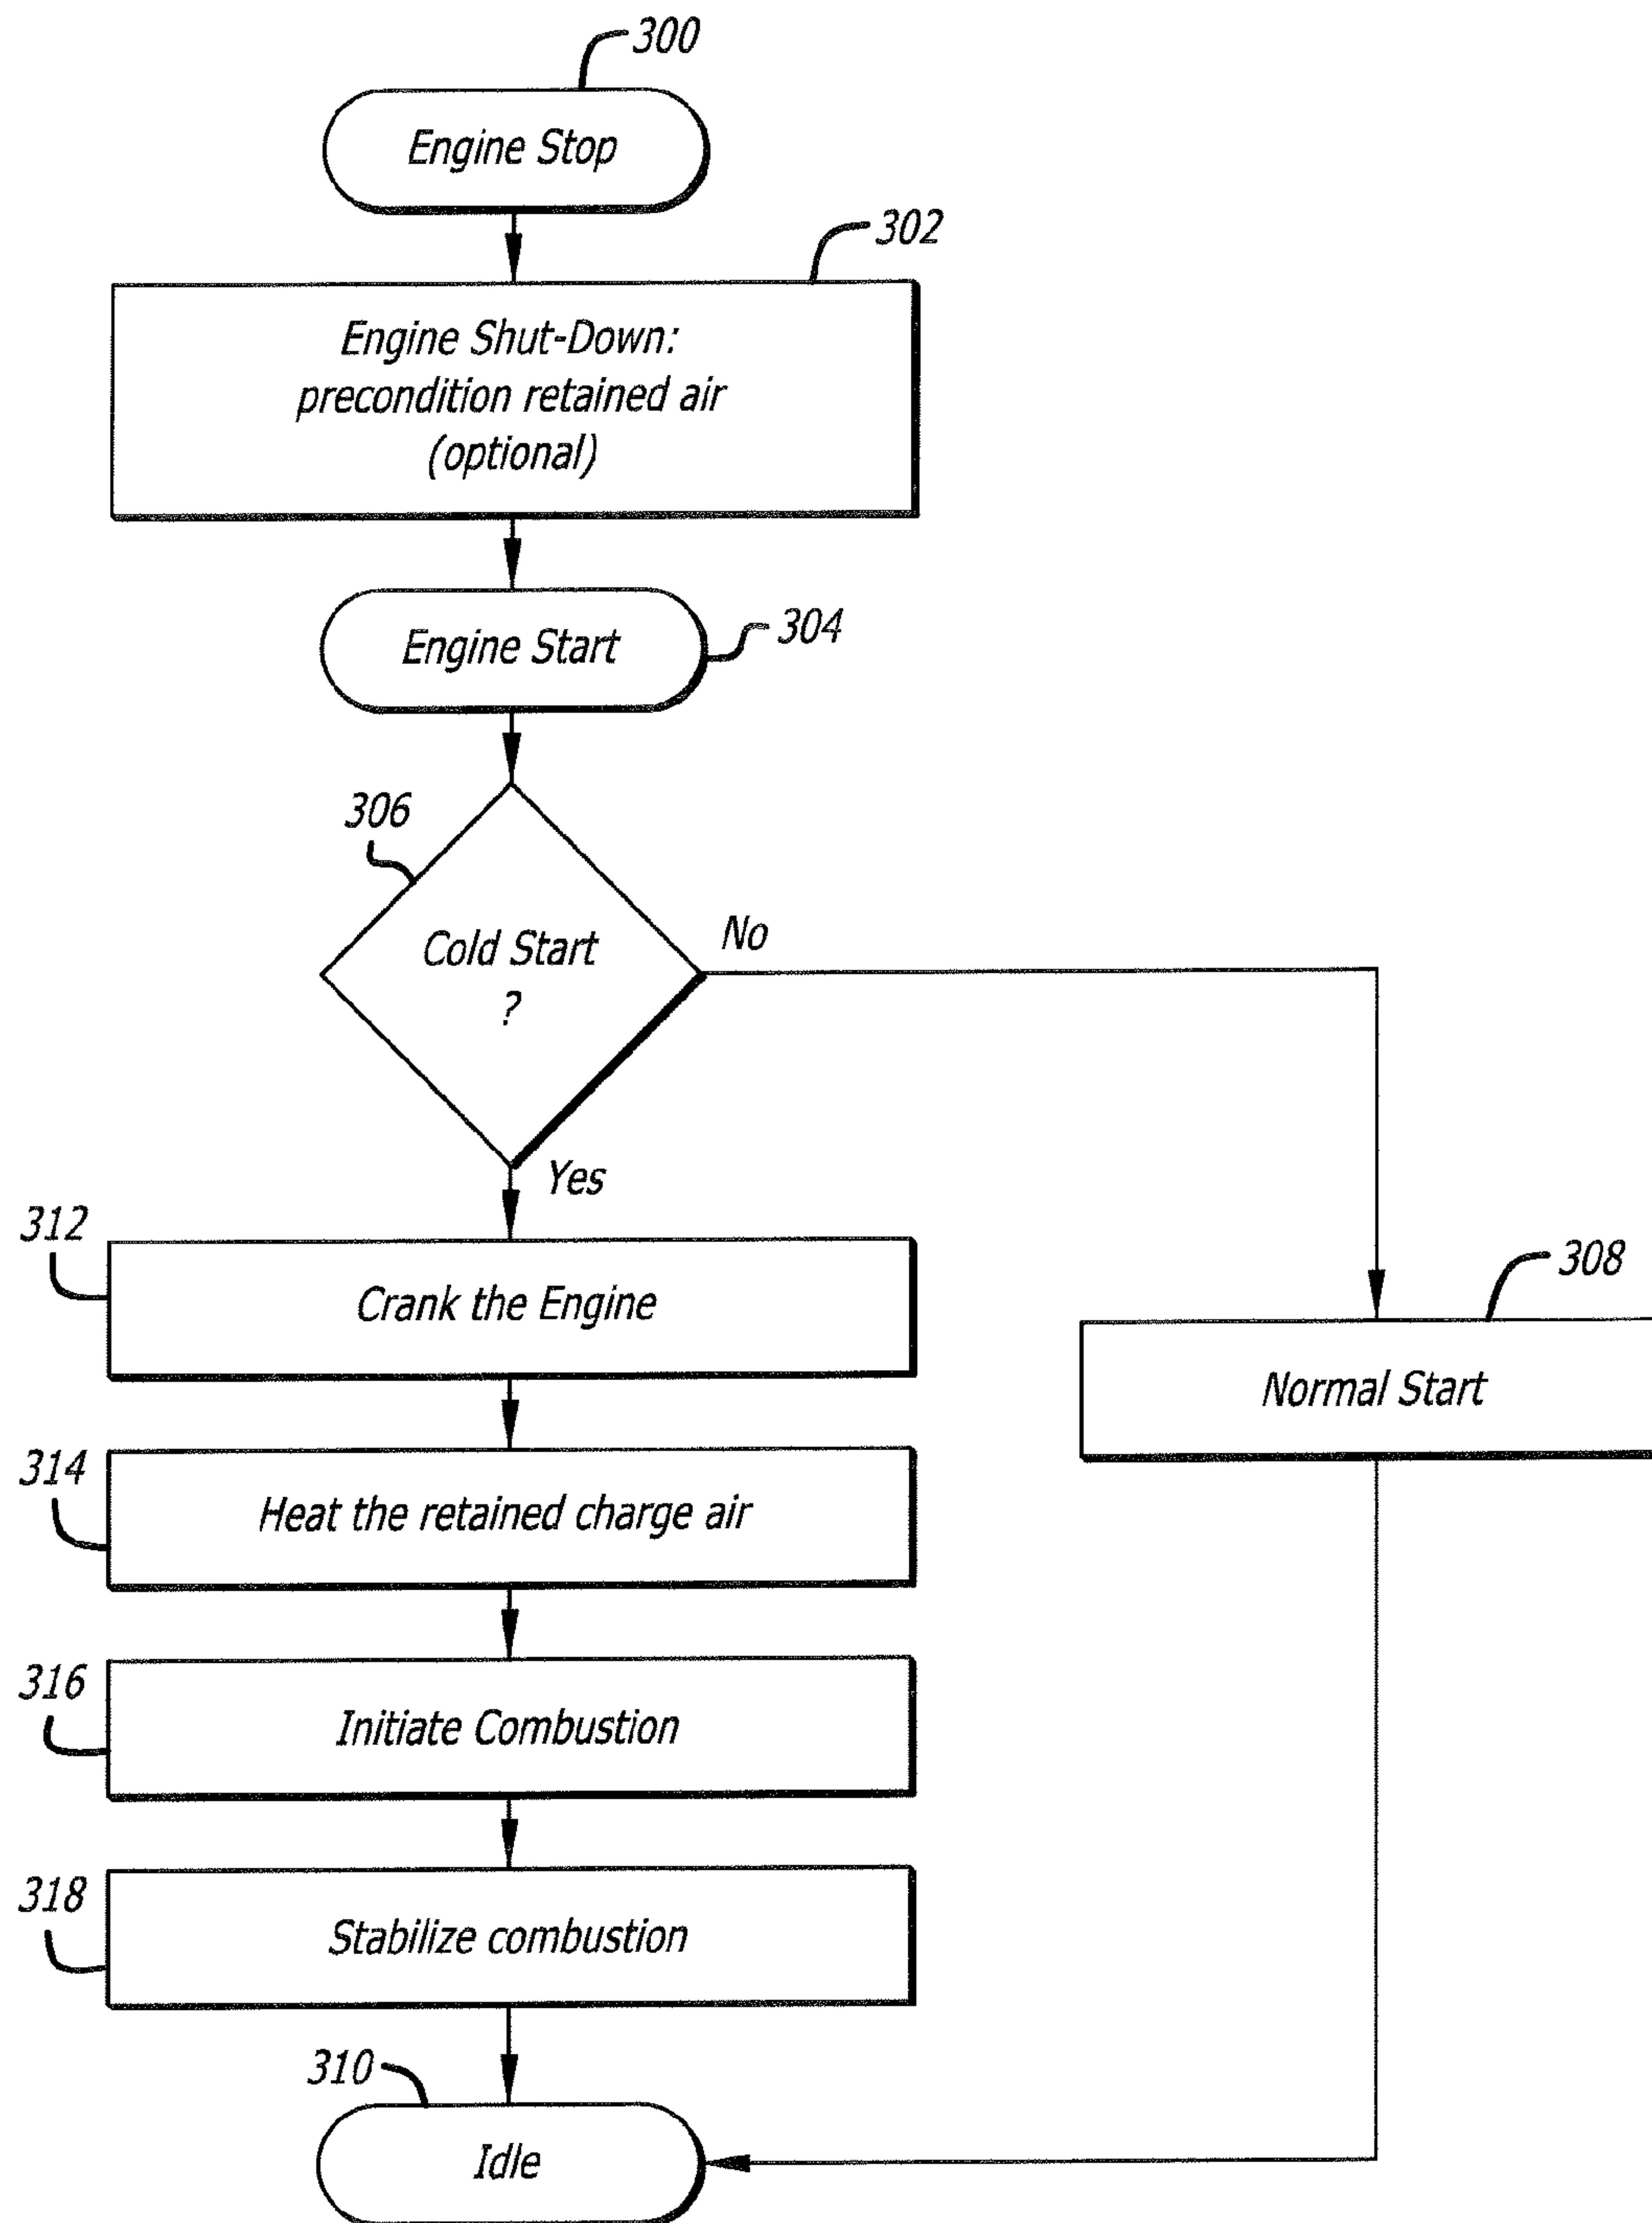 300
Engine Stop
302
Engine Shut-Down:
precondition retained air
(optional)
Engine Start
304
306
Cold Start
?
No
Yes
312
Crank the Engine
308
Normal Start
314
Heat the retained charge air
316
Initiate Combustion
318
Stabilize combustion
310
Idle